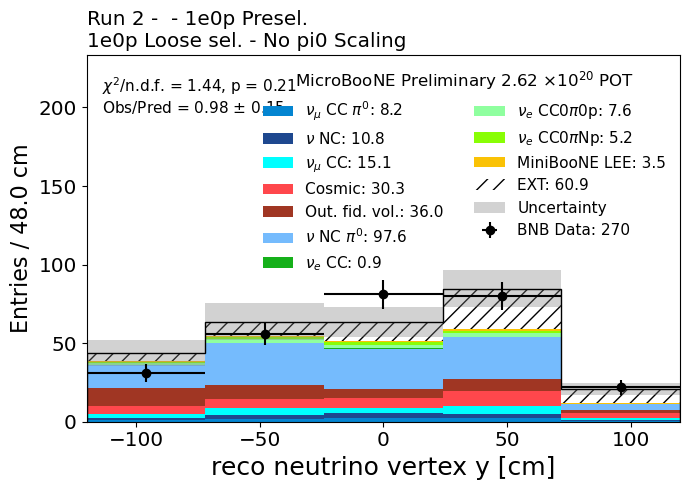 Run 2 -  - 1e0p Presel.
1e0p Loose sel. - No pi0 Scaling
χ²/n.d.f. = 1.44, p = 0.21
Obs/Pred = 0.98 ± 0.15
MicroBooNE Preliminary 2.62 ×10²⁰ POT
ν_μ CC π⁰: 8.2
ν NC: 10.8
ν_μ CC: 15.1
Cosmic: 30.3
Out. fid. vol.: 36.0
ν NC π⁰: 97.6
ν_e CC: 0.9
ν_e CC0π0p: 7.6
ν_e CC0πNp: 5.2
MiniBooNE LEE: 3.5
EXT: 60.9
Uncertainty
BNB Data: 270
Entries / 48.0 cm
200
150
100
50
0
−100
−50
0
50
100
reco neutrino vertex y [cm]